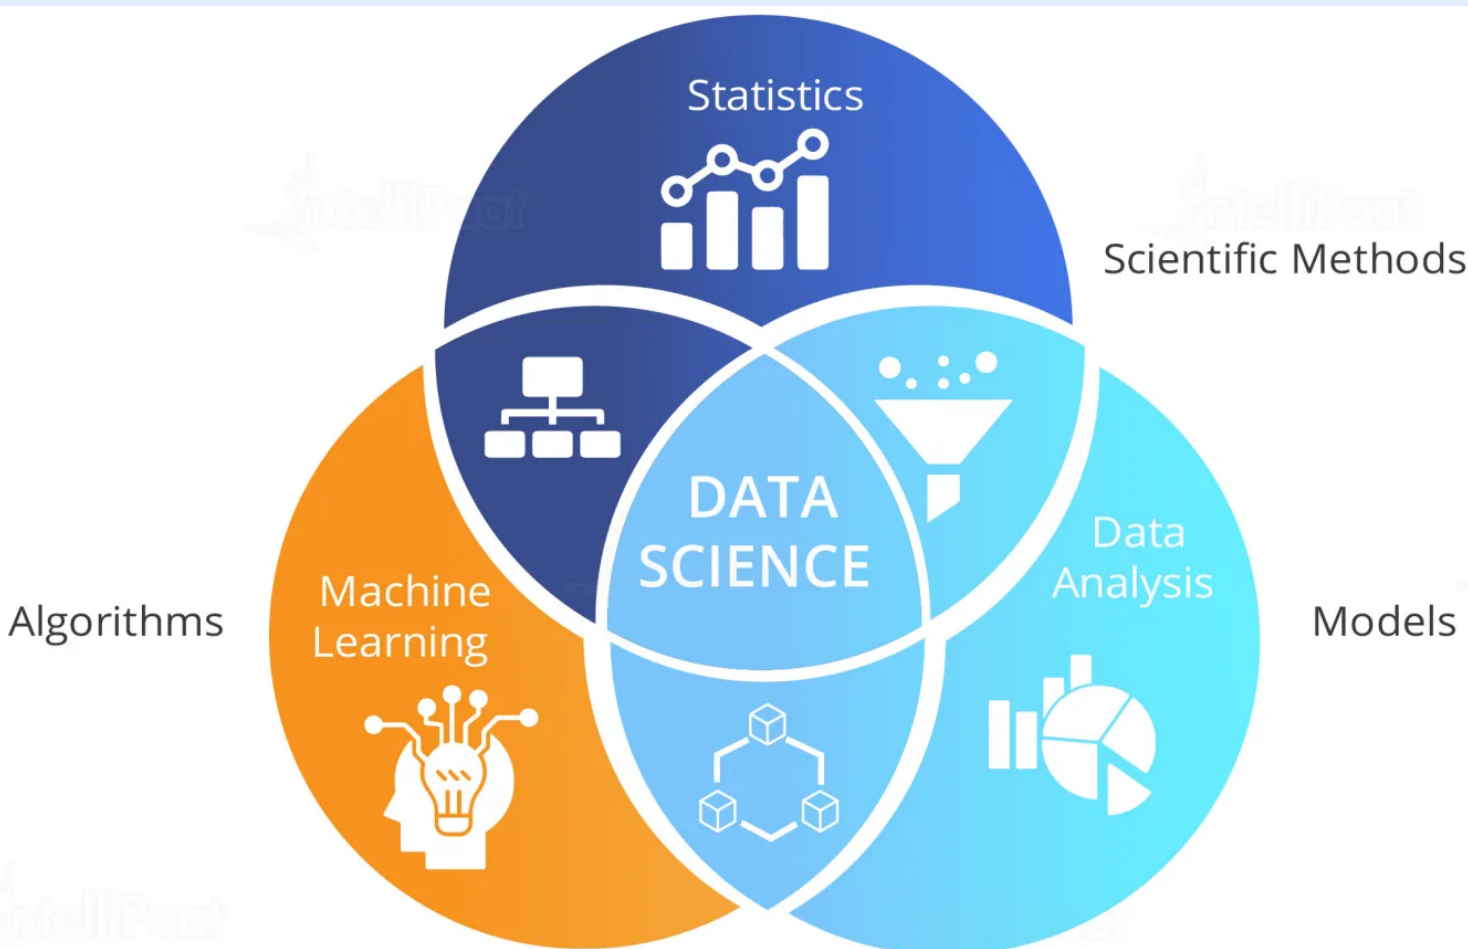 Statistics
Scientific Methods
DATA
SCIENCE
Data
Analysis
Machine
Learning
Algorithms
Models